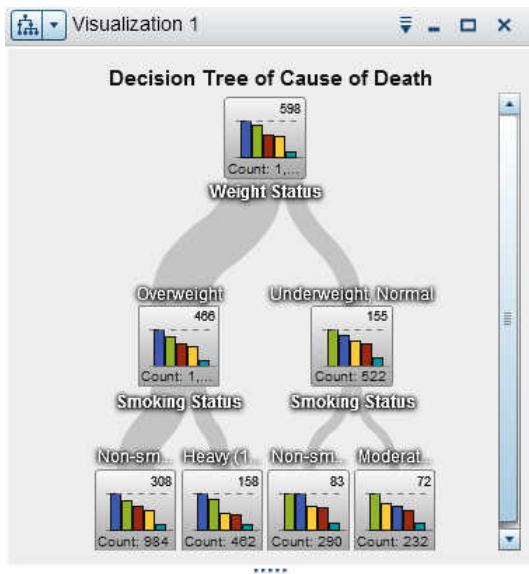 Visualization 1
Decision Tree of Cause of Death
598
Count: 1,...
Weight Status
Overweight
Underweight, Normal
466
155
Count: 1,...
Count: 522
Smoking Status
Smoking Status
Non-sm...
Heavy (1...
Non-sm...
Moderat...
308
158
83
72
Count: 984
Count: 462
Count: 290
Count: 232